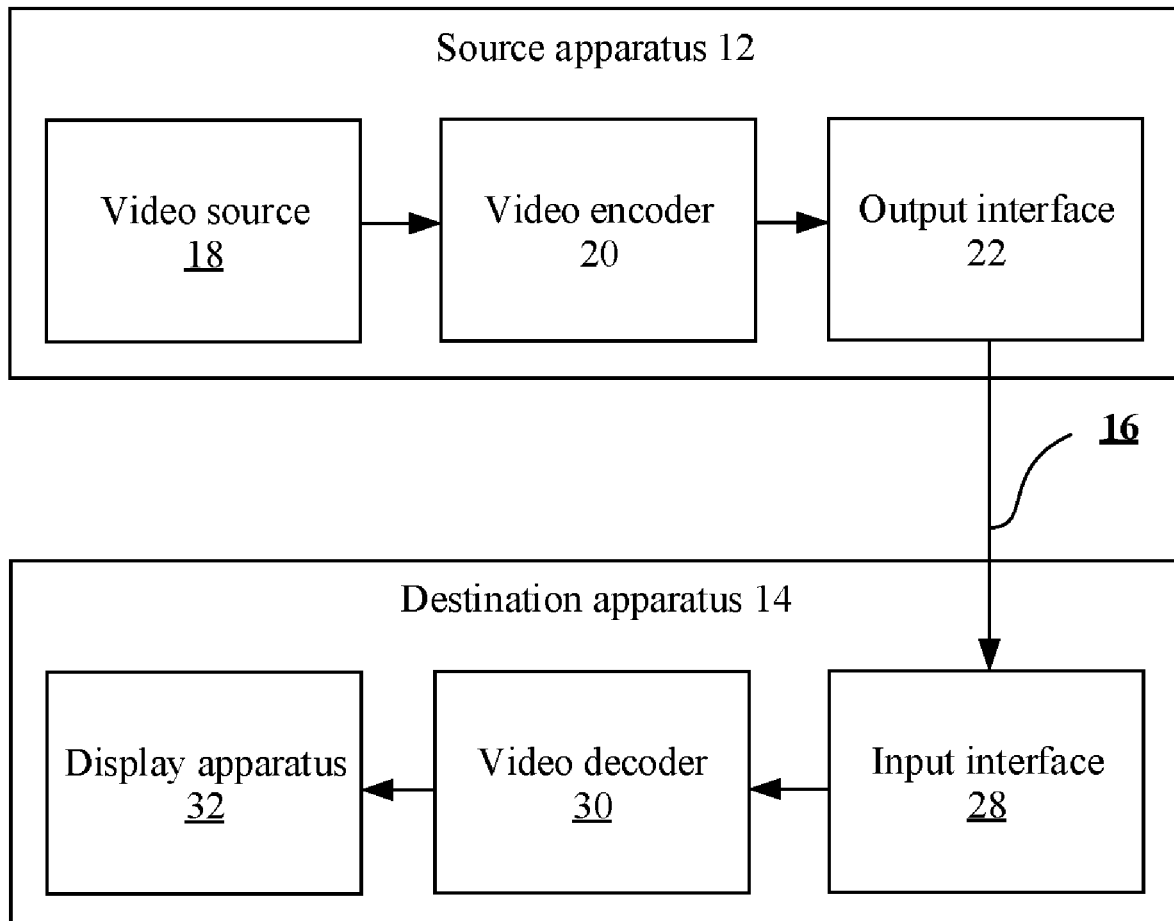 Source apparatus 12
Video source
18
Video encoder
20
Output interface
22
16
Destination apparatus 14
Display apparatus
32
Video decoder
30
Input interface
28